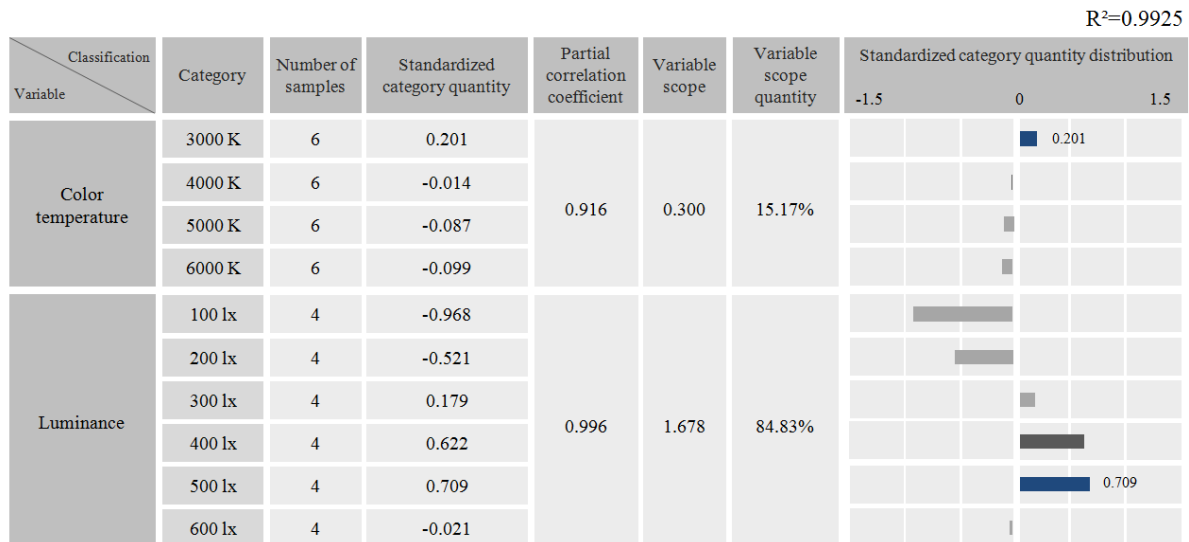 R²=0.9925
Classification
Variable
Category
Number of
samples
Standardized
category quantity
Partial
correlation
coefficient
Variable
scope
Variable
scope
quantity
Standardized category quantity distribution
-1.5 0 1.5
Color
temperature
3000 K 6 0.201
4000 K 6 -0.014
5000 K 6 -0.087
6000 K 6 -0.099
0.916 0.300 15.17%
0.201
Luminance
100 lx 4 -0.968
200 lx 4 -0.521
300 lx 4 0.179
400 lx 4 0.622
500 lx 4 0.709
600 lx 4 -0.021
0.996 1.678 84.83%
0.709